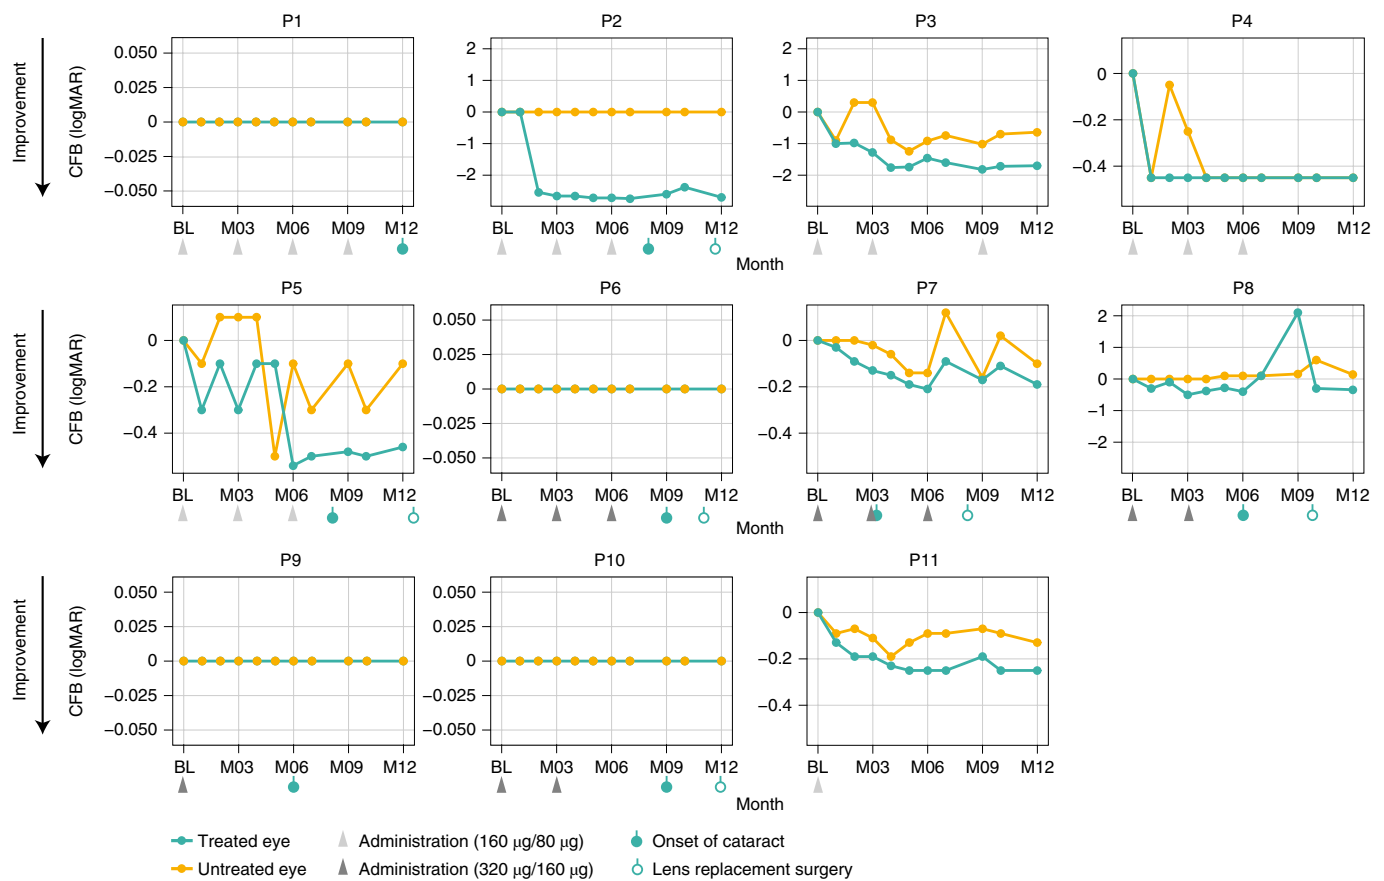 P1 P2 P3 P4
Improvement
CFB (logMAR)
0.050 0.025 0 −0.025 −0.050
2 1 0 −1 −2
2 1 0 −1 −2
0 −0.2 −0.4
BL M03 M06 M09 M12 BL M03 M06 M09 M12 BL M03 M06 M09 M12 BL M03 M06 M09 M12
Month
P5 P6 P7 P8
Improvement
CFB (logMAR)
0 −0.2 −0.4
0.050 0.025 0 −0.025 −0.050
0 −0.2 −0.4
2 1 0 −1 −2
BL M03 M06 M09 M12 BL M03 M06 M09 M12 BL M03 M06 M09 M12 BL M03 M06 M09 M12
Month
P9 P10 P11
Improvement
CFB (logMAR)
0.050 0.025 0 −0.025 −0.050
0.050 0.025 0 −0.025 −0.050
0 −0.2 −0.4
BL M03 M06 M09 M12 BL M03 M06 M09 M12 BL M03 M06 M09 M12
Month
Treated eye Administration (160 μg/80 μg) Onset of cataract
Untreated eye Administration (320 μg/160 μg) Lens replacement surgery